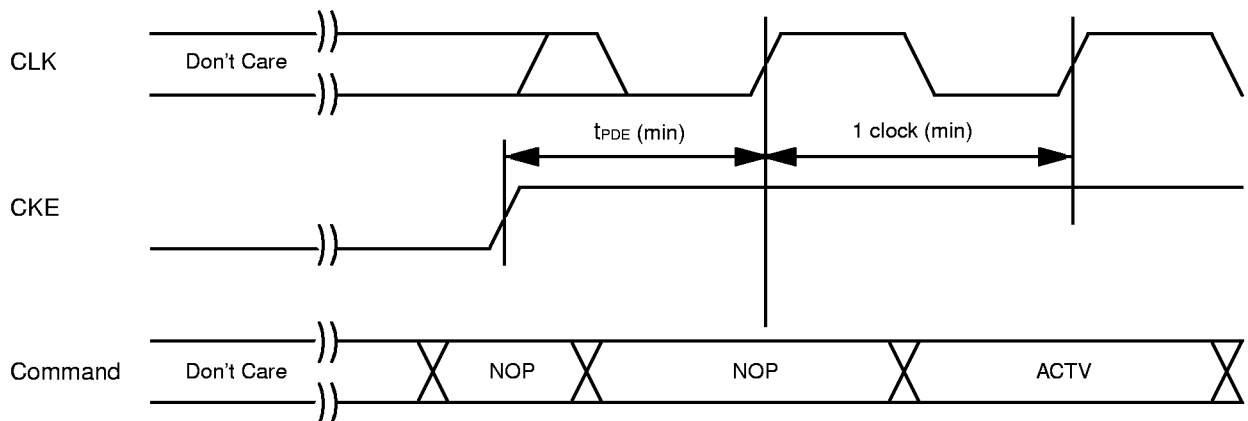 CLK
Don't Care
tPDE (min)
1 clock (min)
CKE
Command
Don't Care
NOP
NOP
ACTV